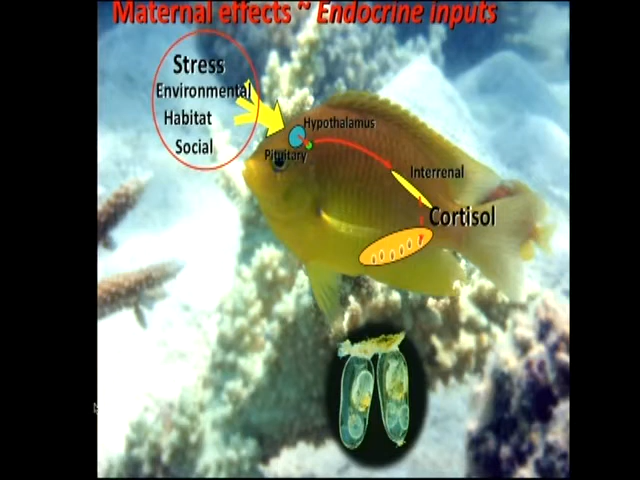 Maternal effects ~ Endocrine inputs
Stress
Environmental
Habitat
Social
Hypothalamus
Pituitary
Interrenal
Cortisol